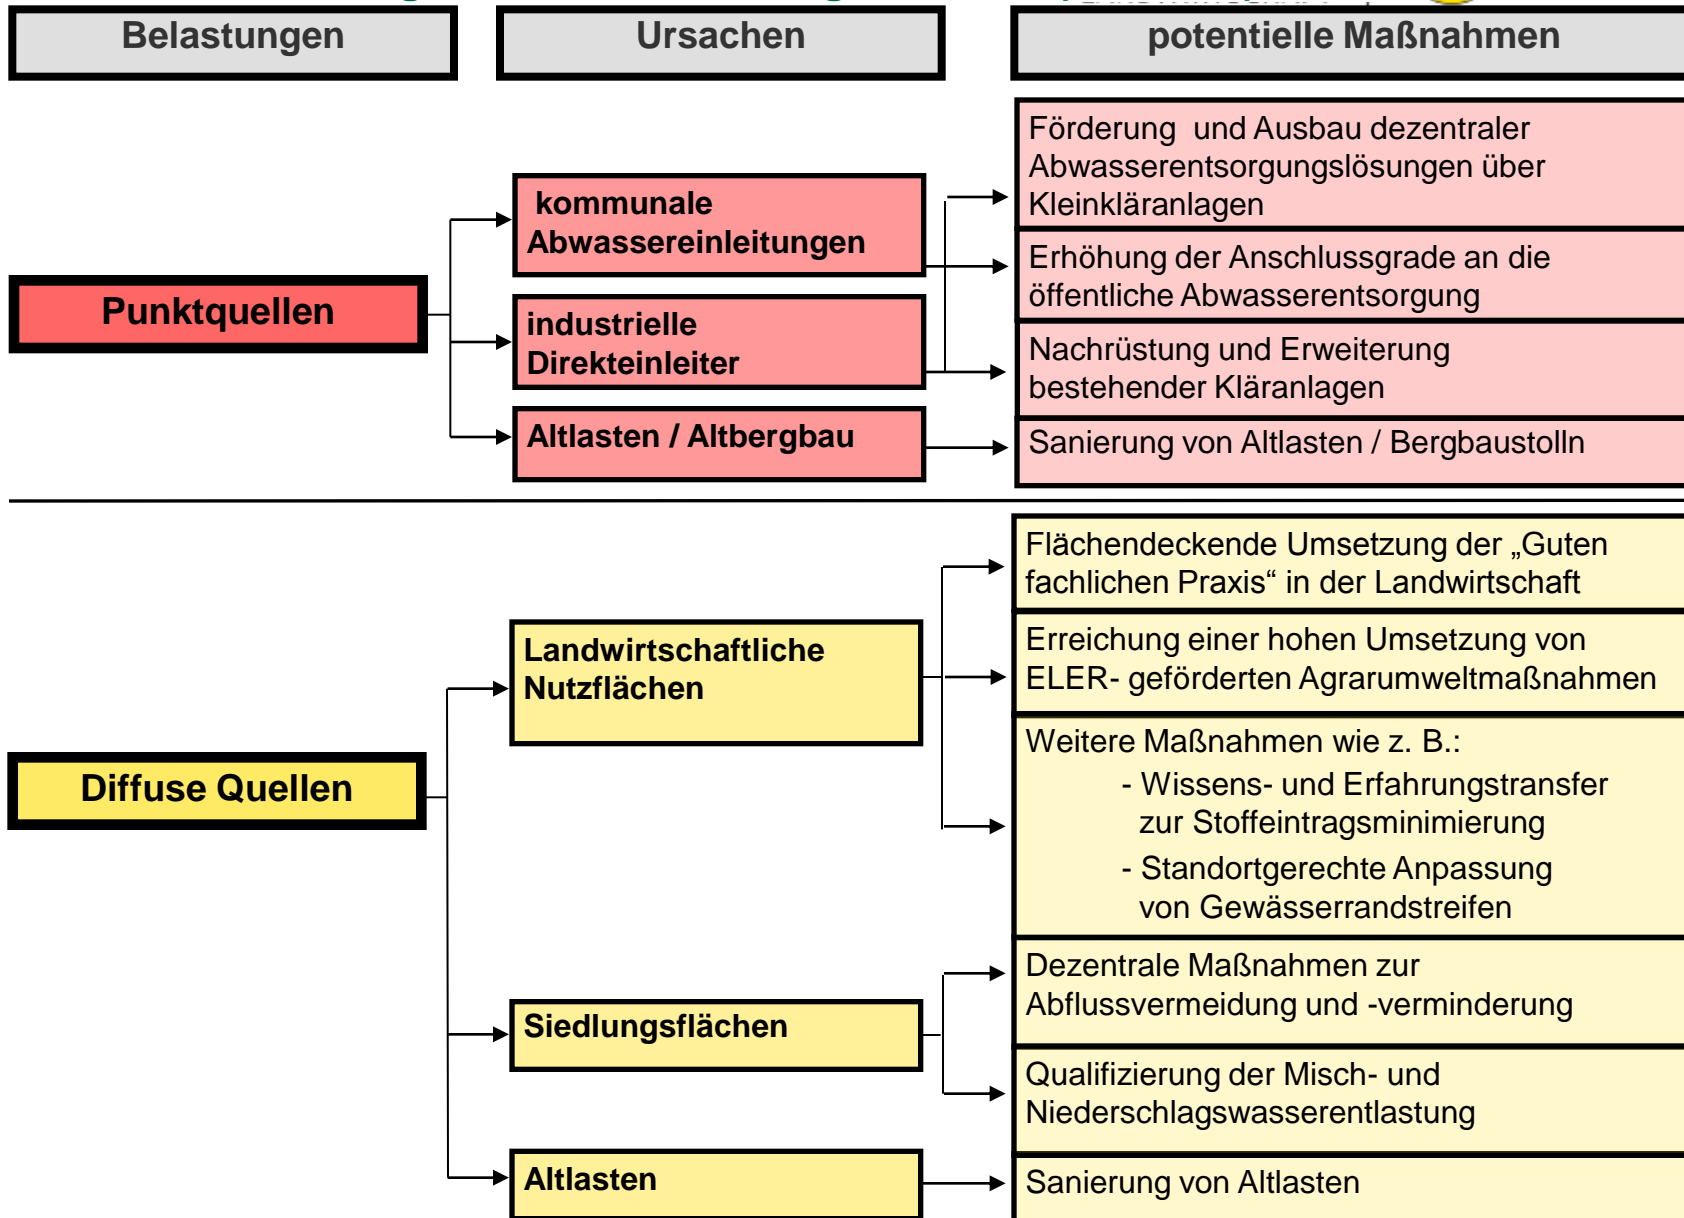 Belastungen
Ursachen
potentielle Maßnahmen
Punktquellen
kommunale
Abwassereinleitungen
industrielle
Direkteinleiter
Altlasten / Altbergbau
Förderung und Ausbau dezentraler
Abwasserentsorgungslösungen über
Kleinkläranlagen
Erhöhung der Anschlussgrade an die
öffentliche Abwasserentsorgung
Nachrüstung und Erweiterung
bestehender Kläranlagen
Sanierung von Altlasten / Bergbaustolln
Diffuse Quellen
Landwirtschaftliche
Nutzflächen
Siedlungsflächen
Altlasten
Flächendeckende Umsetzung der „Guten
fachlichen Praxis“ in der Landwirtschaft
Erreichung einer hohen Umsetzung von
ELER- geförderten Agrarumweltmaßnahmen
Weitere Maßnahmen wie z. B.:
- Wissens- und Erfahrungstransfer
zur Stoffeintragsminimierung
- Standortgerechte Anpassung
von Gewässerrandstreifen
Dezentrale Maßnahmen zur
Abflussvermeidung und -verminderung
Qualifizierung der Misch- und
Niederschlagswasserentlastung
Sanierung von Altlasten